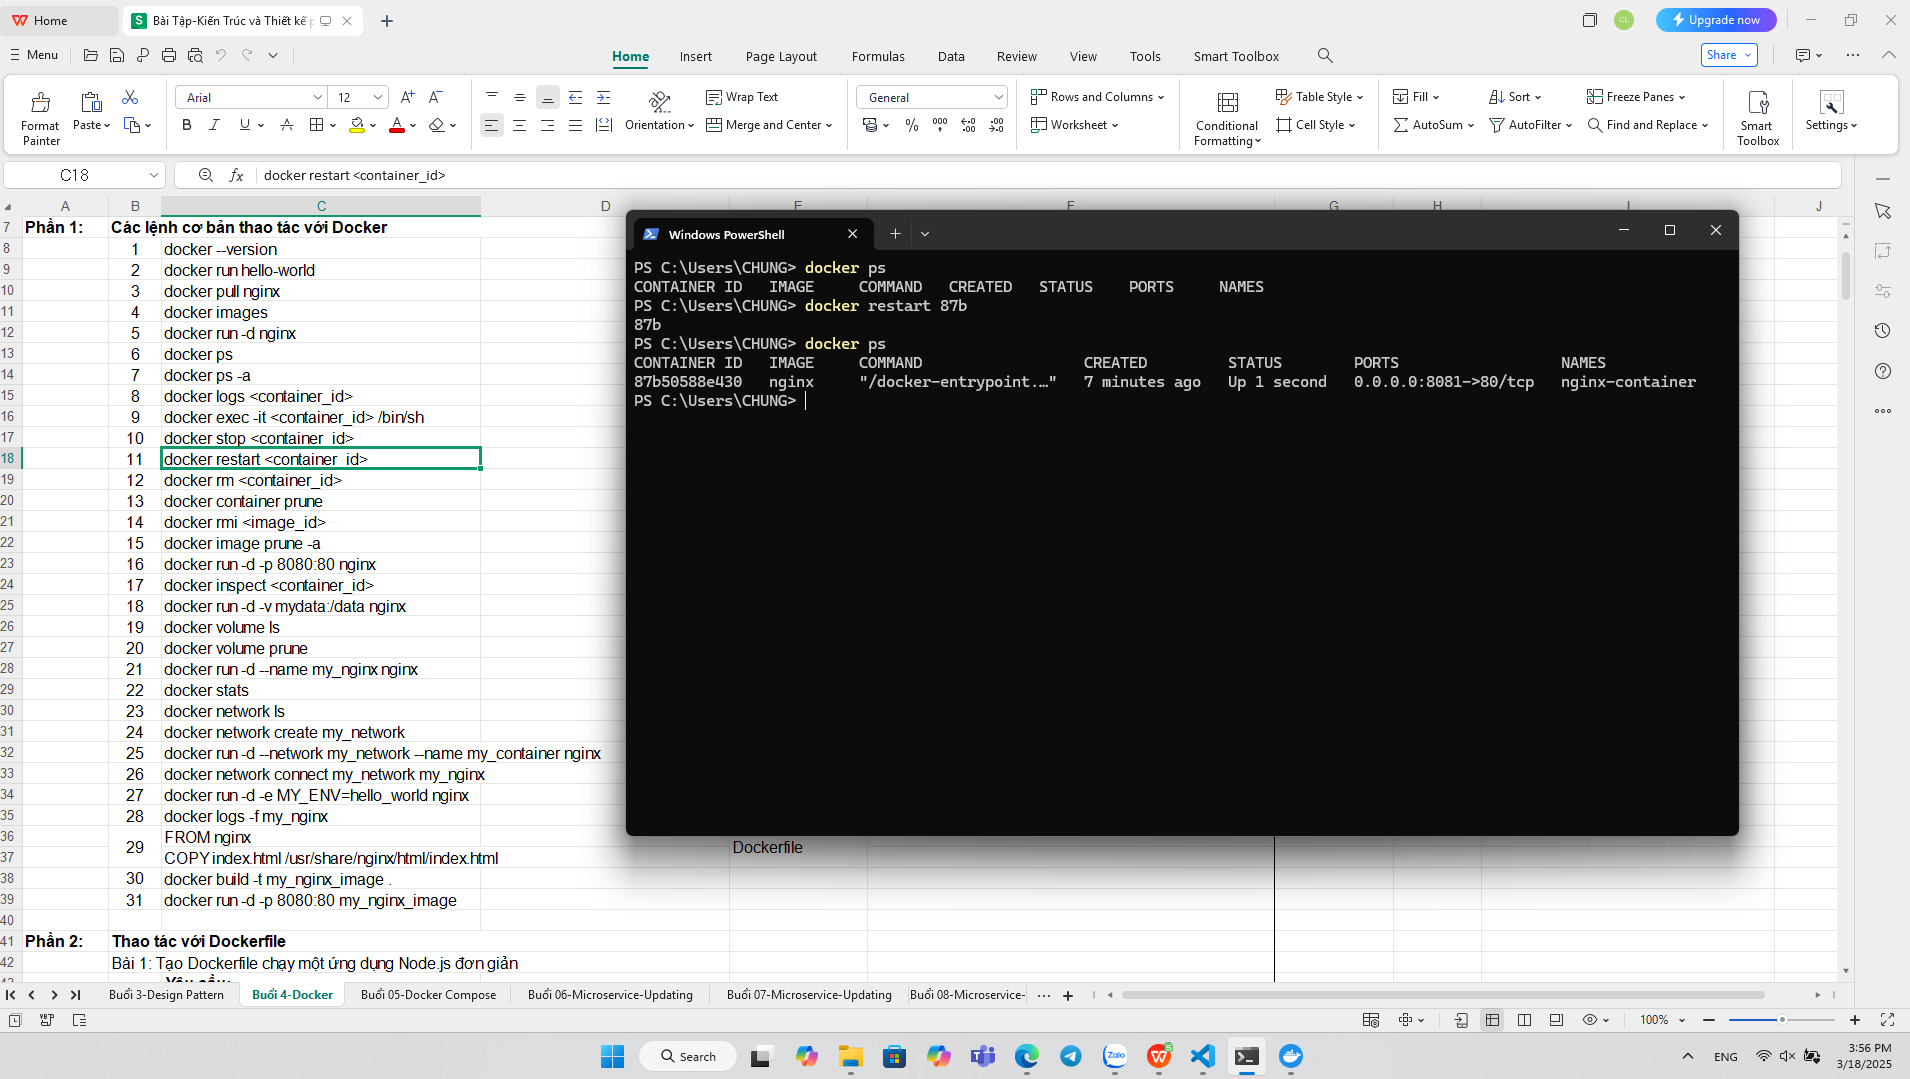 Home
Bài Tập-Kiến Trúc và Thiết kế p
CL
Upgrade now
Menu
Home
Insert
Page Layout
Formulas
Data
Review
View
Tools
Smart Toolbox
Share
Format
Painter
Paste
Arial
12
Wrap Text
Orientation
Merge and Center
General
Rows and Columns
Worksheet
Conditional
Formatting
Table Style
Cell Style
Fill
AutoSum
Sort
AutoFilter
Freeze Panes
Find and Replace
Smart
Toolbox
Settings
C18
fx
docker restart <container_id>
A B C D E F G H I J
7 Phần 1: Các lệnh cơ bản thao tác với Docker
8 1 docker --version
9 2 docker run hello-world
10 3 docker pull nginx
11 4 docker images
12 5 docker run -d nginx
13 6 docker ps
14 7 docker ps -a
15 8 docker logs <container_id>
16 9 docker exec -it <container_id> /bin/sh
17 10 docker stop <container_id>
18 11 docker restart <container_id>
19 12 docker rm <container_id>
20 13 docker container prune
21 14 docker rmi <image_id>
22 15 docker image prune -a
23 16 docker run -d -p 8080:80 nginx
24 17 docker inspect <container_id>
25 18 docker run -d -v mydata:/data nginx
26 19 docker volume ls
27 20 docker volume prune
28 21 docker run -d --name my_nginx nginx
29 22 docker stats
30 23 docker network ls
31 24 docker network create my_network
32 25 docker run -d --network my_network --name my_container nginx
33 26 docker network connect my_network my_nginx
34 27 docker run -d -e MY_ENV=hello_world nginx
35 28 docker logs -f my_nginx
36 FROM nginx
29 Dockerfile
37 COPY index.html /usr/share/nginx/html/index.html
38 30 docker build -t my_nginx_image .
39 31 docker run -d -p 8080:80 my_nginx_image
40
41 Phần 2: Thao tác với Dockerfile
42 Bài 1: Tạo Dockerfile chạy một ứng dụng Node.js đơn giản
Windows PowerShell
PS C:\Users\CHUNG> docker ps
CONTAINER ID IMAGE COMMAND CREATED STATUS PORTS NAMES
PS C:\Users\CHUNG> docker restart 87b
87b
PS C:\Users\CHUNG> docker ps
CONTAINER ID IMAGE COMMAND CREATED STATUS PORTS NAMES
87b50588e430 nginx "/docker-entrypoint.…" 7 minutes ago Up 1 second 0.0.0.0:8081->80/tcp nginx-container
PS C:\Users\CHUNG>
Buổi 3-Design Pattern
Buổi 4-Docker
Buổi 05-Docker Compose
Buổi 06-Microservice-Updating
Buổi 07-Microservice-Updating
Buổi 08-Microservice-
100%
Search
Zalo
ENG
3:56 PM
3/18/2025